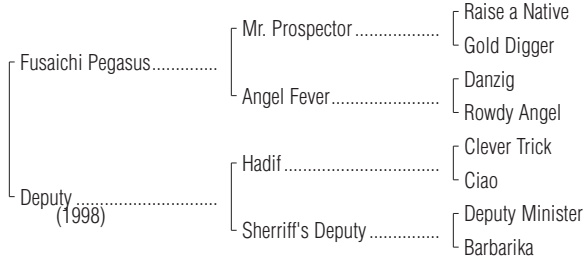 Raise a Native
Mr. Prospector ....................
Gold Digger
Fusaichi Pegasus..............
Danzig
Angel Fever.........................
Rowdy Angel
Clever Trick
Hadif ....................................
Ciao
Deputy ..............................
(1998)
Deputy Minister
Sherriff's Deputy ................
Barbarika